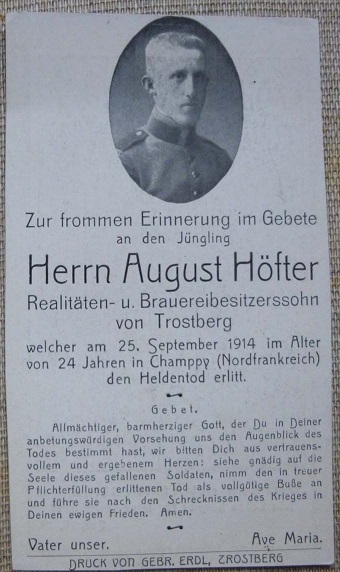 Zur frommen Erinnerung im Gebete
an den Jüngling
Herrn August Höfter
Realitäten- u. Brauereibesitzerssohn
von Trostberg
welcher am 25. September 1914 im Alter
von 24 Jahren in Champpy (Nordfrankreich)
den Heldentod erlitt.
Gebet.
Allmächtiger, barmherziger Gott, der Du in Deiner
anbetungswürdigen Vorsehung uns den Augenblick des
Todes bestimmt hast, wir bitten Dich aus vertrauens-
vollem und ergebenem Herzen: siehe gnädig auf die
Seele dieses gefallenen Soldaten, nimm den in treuer
Pflichterfüllung erlittenen Tod als vollgültige Buße an
und führe sie nach den Schrecknissen des Krieges in
Deinen ewigen Frieden. Amen.
Vater unser. Ave Maria.
DRUCK VON GEBR. ERDL, TROSTBERG